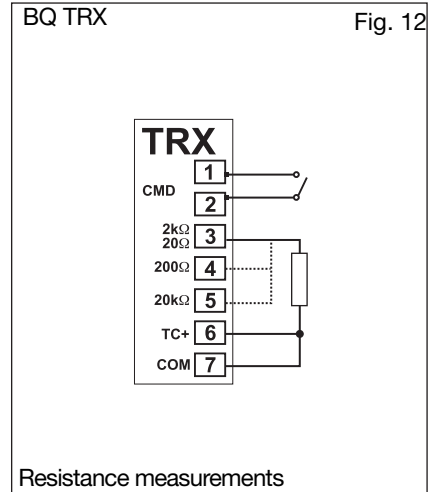 BQ TRX
Fig. 12
TRX
1
CMD
2
2kΩ
20Ω
3
200Ω 4
20kΩ 5
TC+ 6
COM 7
Resistance measurements